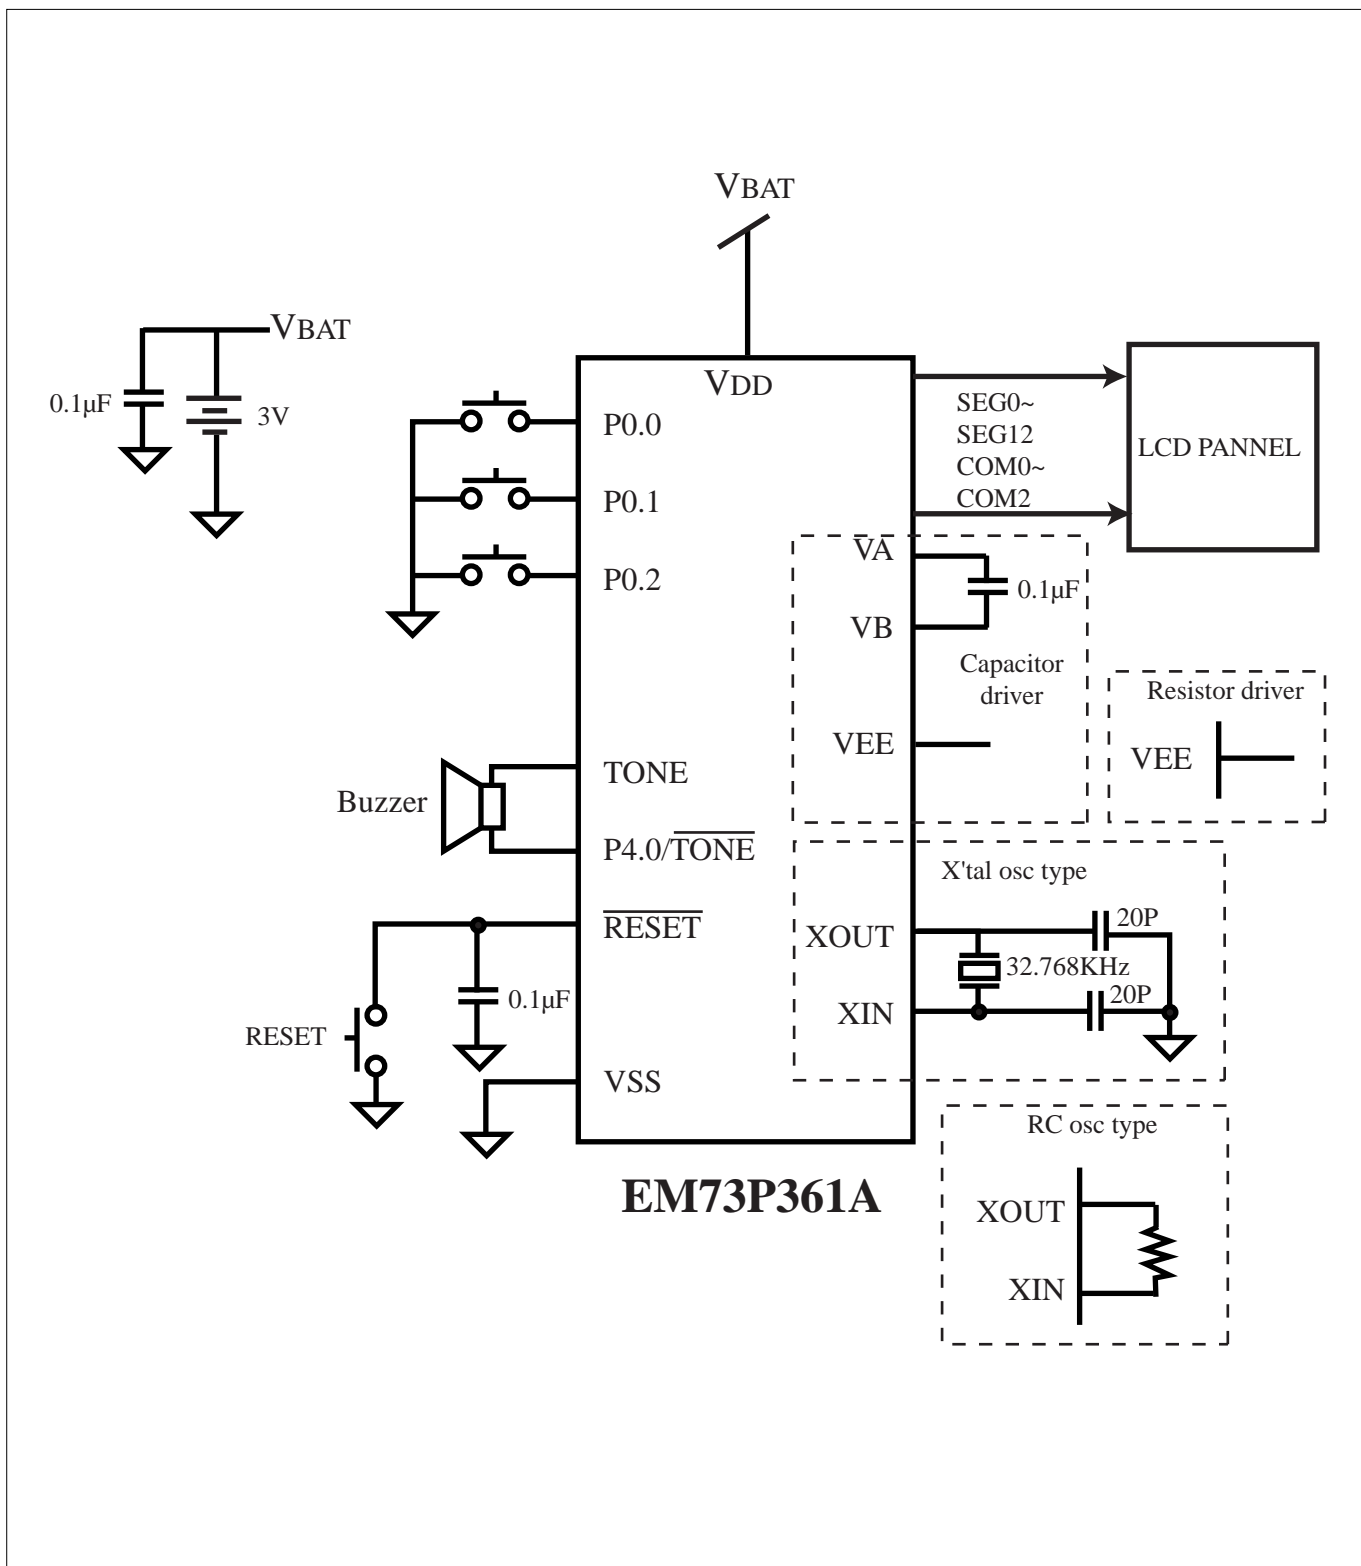 VBAT
VBAT
0.1µF
3V
VDD
P0.0
P0.1
P0.2
SEG0~
SEG12
COM0~
COM2
LCD PANNEL
VA
0.1µF
VB
Capacitor
driver
VEE
Resistor driver
VEE
TONE
Buzzer
P4.0/TONE
X'tal osc type
RESET
XOUT
20P
32.768KHz
20P
XIN
0.1µF
RESET
VSS
RC osc type
EM73P361A
XOUT
XIN